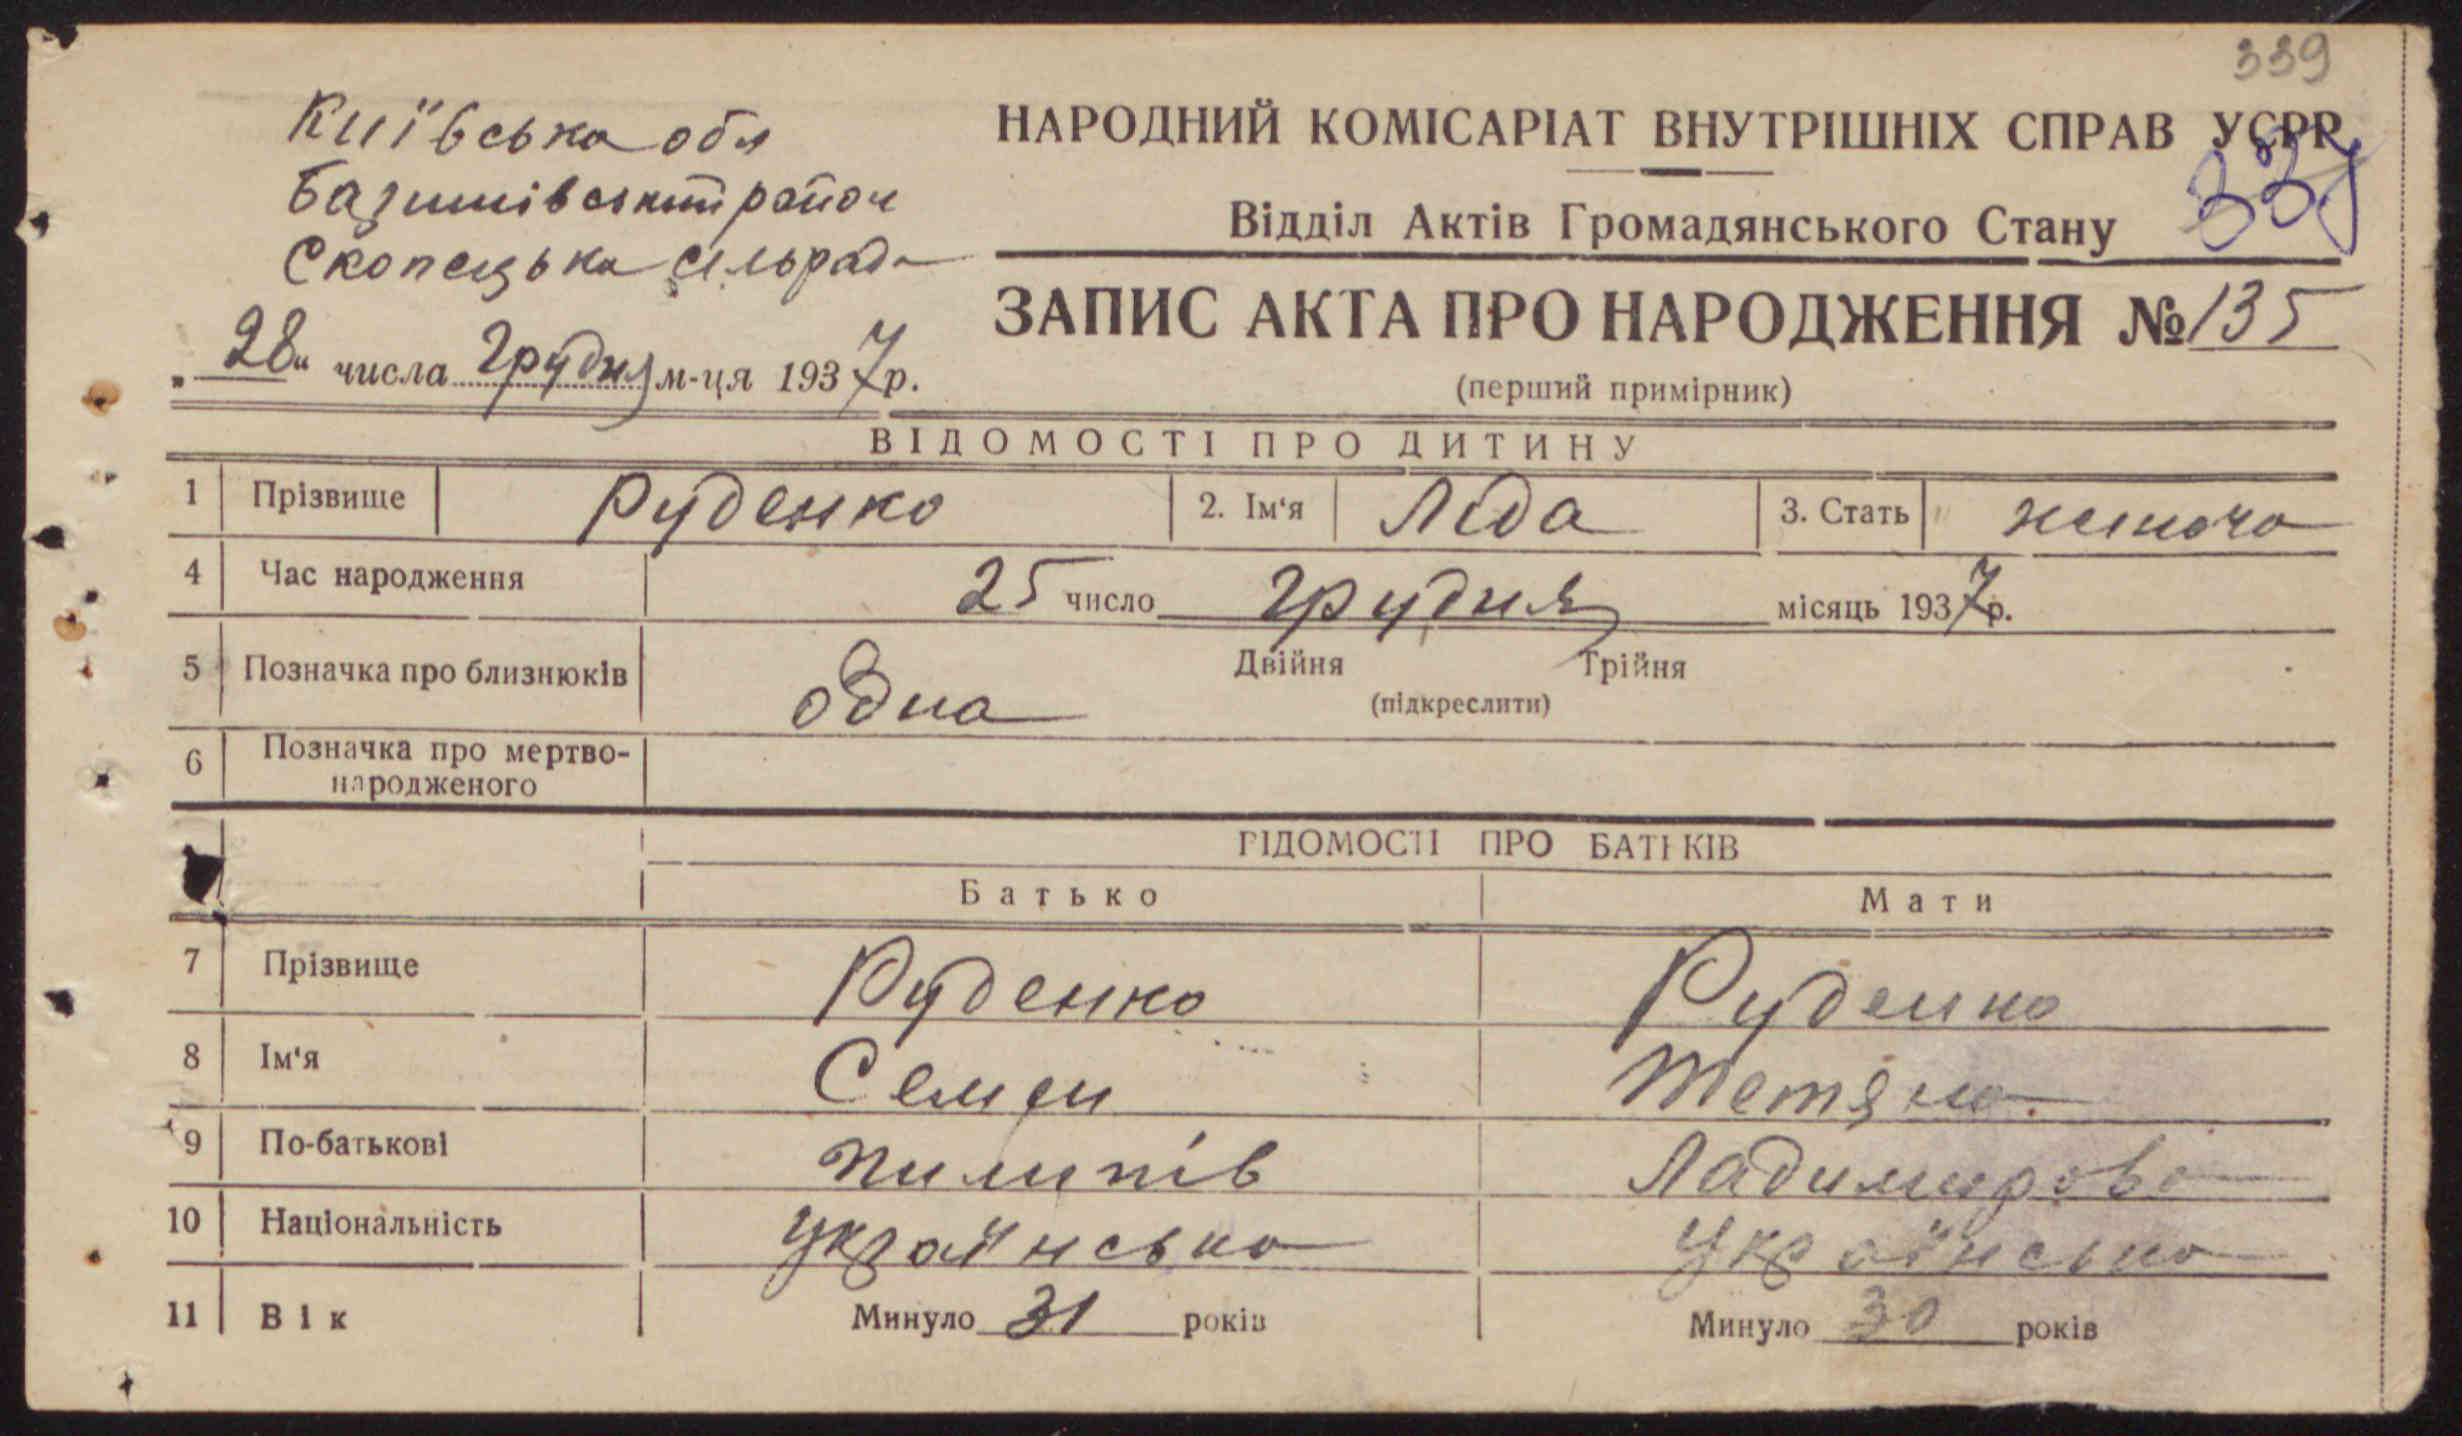 339
Київська обл
НАРОДНИЙ КОМІСАРІАТ ВНУТРІШНІХ СПРАВ УСРР
Баришівський район
Відділ Актів Громадянського Стану
Скопецька сільрада
ЗАПИС АКТА ПРО НАРОДЖЕННЯ № 135
„ 28 “ числа грудня м-ця 1937 р.
(перший примірник)
ВІДОМОСТІ ПРО ДИТИНУ
1 Прізвище Руденко 2. Ім'я Ліда 3. Стать жіноча
4 Час народження 25 число грудня місяць 1937 р.
5 Позначка про близнюків одна Двійня Трійня
(підкреслити)
6 Позначка про мертво-
народженого
ВІДОМОСТІ ПРО БАТЬКІВ
Батько Мати
7 Прізвище Руденко Руденко
8 Ім'я Семен Тетяна
9 По-батькові Пилипів Ладимирова
10 Національність Українська Українська
11 Вік Минуло 31 років Минуло 30 років